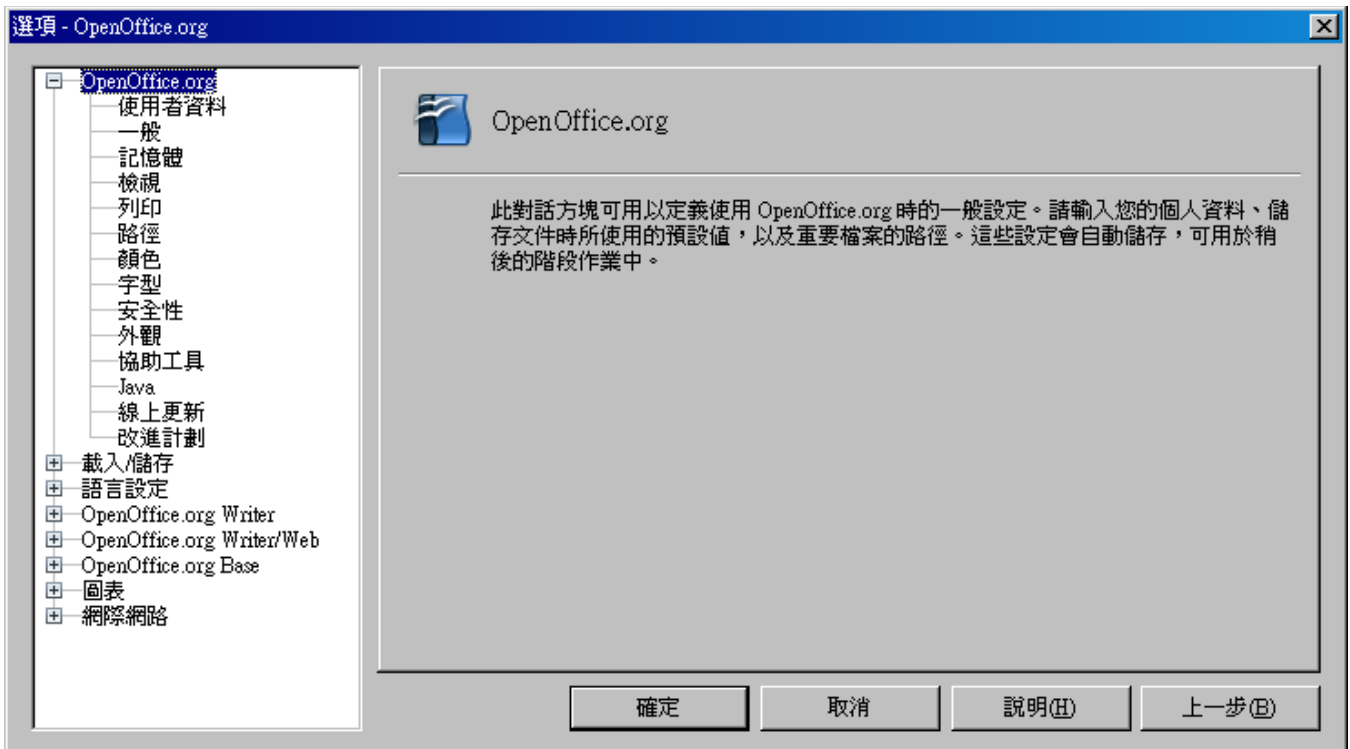 選項 - OpenOffice.org
OpenOffice.org
使用者資料
一般
記憶體
檢視
列印
路徑
顏色
字型
安全性
外觀
協助工具
Java
線上更新
改進計劃
載入/儲存
語言設定
OpenOffice.org Writer
OpenOffice.org Writer/Web
OpenOffice.org Base
圖表
網際網路
OpenOffice.org
此對話方塊可用以定義使用 OpenOffice.org 時的一般設定。請輸入您的個人資料、儲
存文件時所使用的預設值，以及重要檔案的路徑。這些設定會自動儲存，可用於稍
後的階段作業中。
確定
取消
說明(H)
上一步(B)